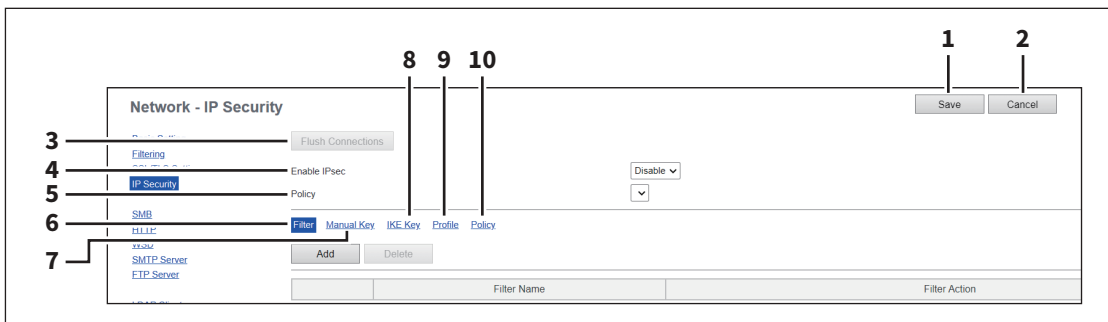 1 2
8 9 10
Network - IP Security
Save Cancel
3
Flush Connections
Filtering
4
Enable IPsec Disable
IP Security
5
Policy
SMB
6
Filter Manual Key IKE Key Profile Policy
HTTP
WSD
7
Add Delete
SMTP Server
FTP Server
Filter Name Filter Action